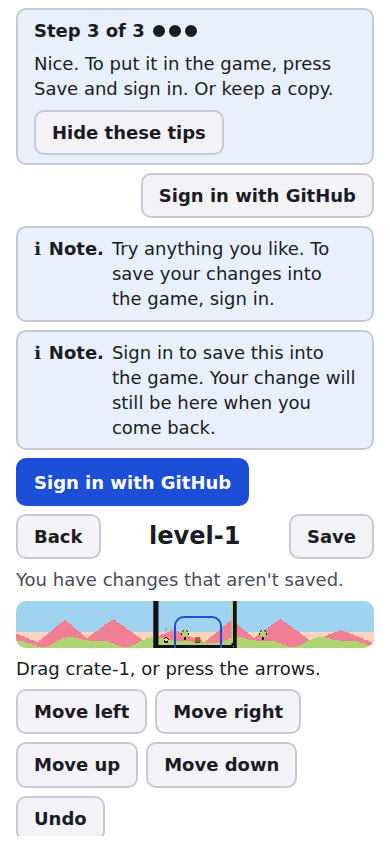 Step 3 of 3
Nice. To put it in the game, press
Save and sign in. Or keep a copy.
Hide these tips
Sign in with GitHub
ℹ Note. Try anything you like. To
save your changes into
the game, sign in.
ℹ Note. Sign in to save this into
the game. Your change will
still be here when you
come back.
Sign in with GitHub
Back level-1 Save
You have changes that aren't saved.
Drag crate-1, or press the arrows.
Move left Move right
Move up Move down
Undo